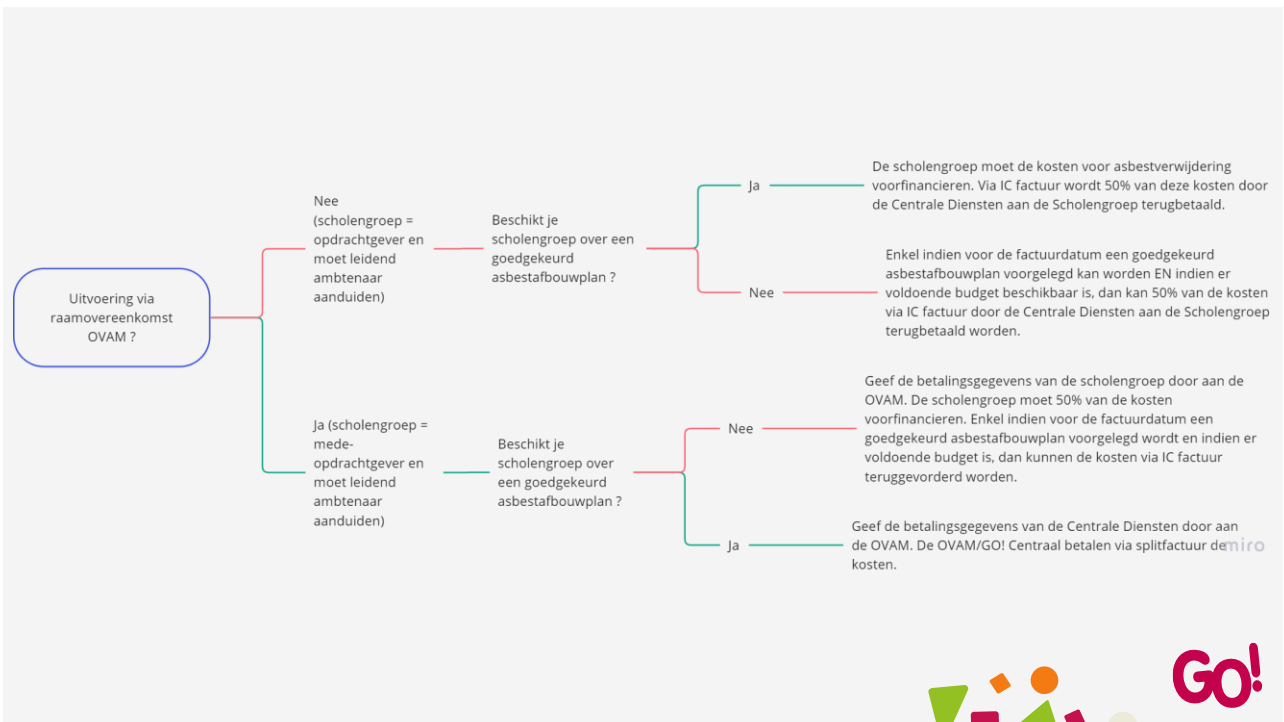 Uitvoering via
raamovereenkomst
OVAM ?
Nee
(scholengroep =
opdrachtgever en
moet leidend
ambtenaar
aanduiden)
Beschikt je
scholengroep over een
goedgekeurd
asbestafbouwplan ?
Ja
De scholengroep moet de kosten voor asbestverwijdering
voorfinancieren. Via IC factuur wordt 50% van deze kosten door
de Centrale Diensten aan de Scholengroep terugbetaald.
Nee
Enkel indien voor de factuurdatum een goedgekeurd
asbestafbouwplan voorgelegd kan worden EN indien er
voldoende budget beschikbaar is, dan kan 50% van de kosten
via IC factuur door de Centrale Diensten aan de Scholengroep
terugbetaald worden.
Ja (scholengroep =
mede-
opdrachtgever en
moet leidend
ambtenaar
aanduiden)
Beschikt je
scholengroep over
een goedgekeurd
asbestafbouwplan ?
Nee
Geef de betalingsgegevens van de scholengroep door aan de
OVAM. De scholengroep moet 50% van de kosten
voorfinancieren. Enkel indien voor de factuurdatum een
goedgekeurd asbestafbouwplan voorgelegd wordt en indien er
voldoende budget is, dan kunnen de kosten via IC factuur
teruggevorderd worden.
Ja
Geef de betalingsgegevens van de Centrale Diensten door aan
de OVAM. De OVAM/GO! Centraal betalen via splitfactuur de
kosten.
miro
GO!